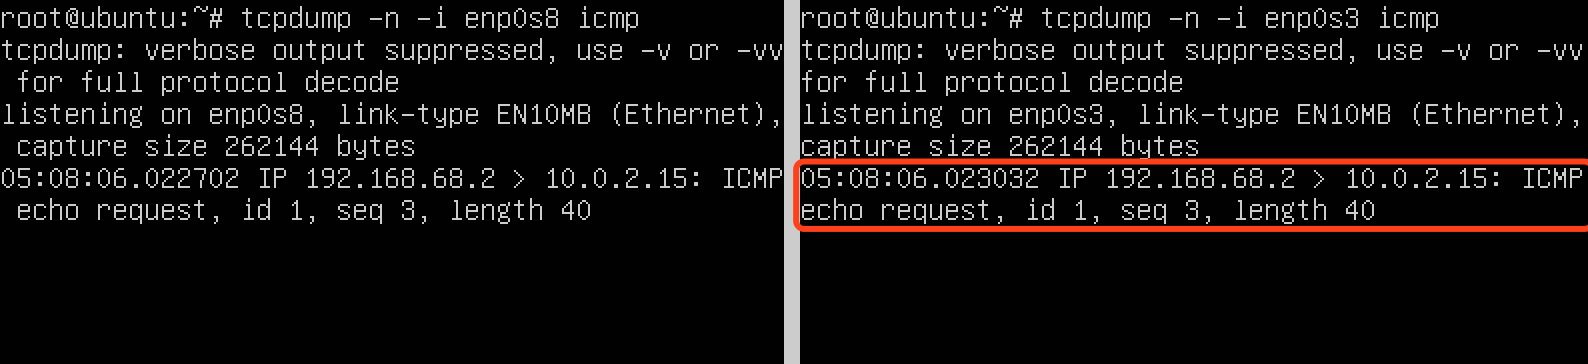 root@ubuntu:~# tcpdump -n -i enp0s8 icmp
tcpdump: verbose output suppressed, use -v or -vv
for full protocol decode
listening on enp0s8, link-type EN10MB (Ethernet),
capture size 262144 bytes
05:08:06.022702 IP 192.168.68.2 > 10.0.2.15: ICMP
echo request, id 1, seq 3, length 40
root@ubuntu:~# tcpdump -n -i enp0s3 icmp
tcpdump: verbose output suppressed, use -v or -vv
for full protocol decode
listening on enp0s3, link-type EN10MB (Ethernet),
capture size 262144 bytes
05:08:06.023032 IP 192.168.68.2 > 10.0.2.15: ICMP
echo request, id 1, seq 3, length 40